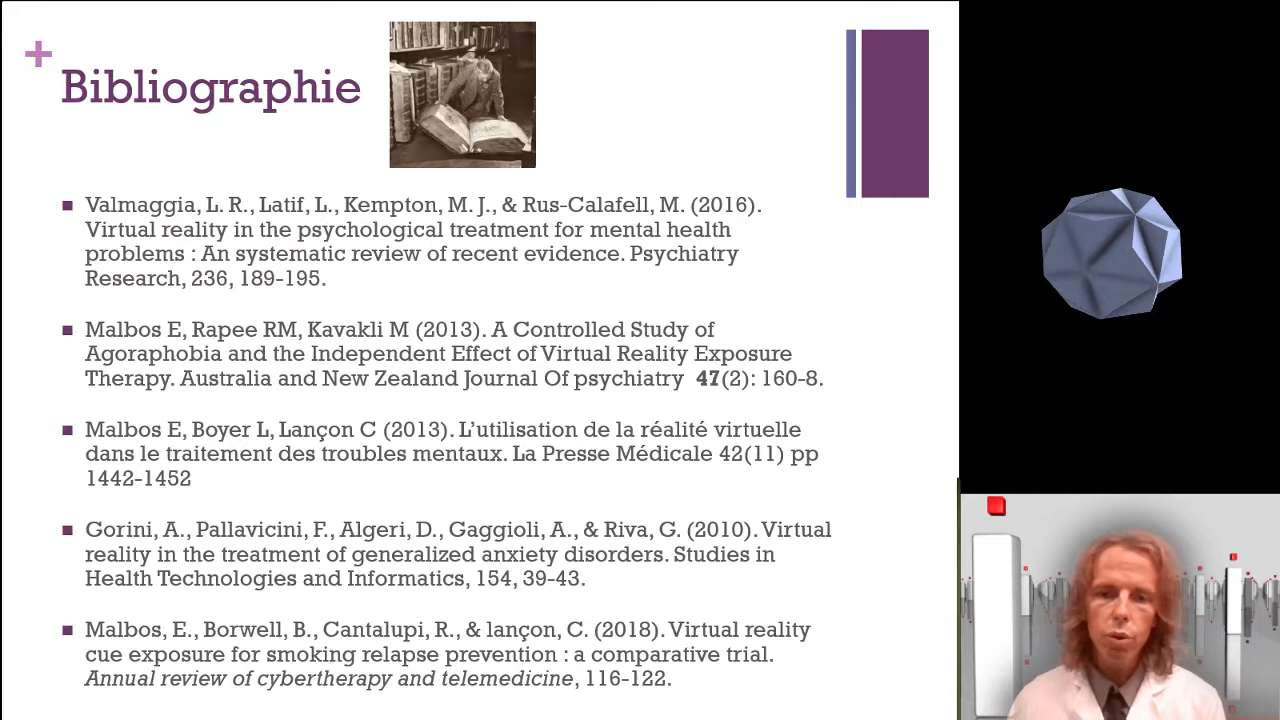 +
Bibliographie
Valmaggia, L. R., Latif, L., Kempton, M. J., & Rus-Calafell, M. (2016).
Virtual reality in the psychological treatment for mental health
problems : An systematic review of recent evidence. Psychiatry
Research, 236, 189-195.
Malbos E, Rapee RM, Kavakli M (2013). A Controlled Study of
Agoraphobia and the Independent Effect of Virtual Reality Exposure
Therapy. Australia and New Zealand Journal Of psychiatry 47(2): 160-8.
Malbos E, Boyer L, Lançon C (2013). L’utilisation de la réalité virtuelle
dans le traitement des troubles mentaux. La Presse Médicale 42(11) pp
1442-1452
Gorini, A., Pallavicini, F., Algeri, D., Gaggioli, A., & Riva, G. (2010). Virtual
reality in the treatment of generalized anxiety disorders. Studies in
Health Technologies and Informatics, 154, 39-43.
Malbos, E., Borwell, B., Cantalupi, R., & lançon, C. (2018). Virtual reality
cue exposure for smoking relapse prevention : a comparative trial.
Annual review of cybertherapy and telemedicine, 116-122.